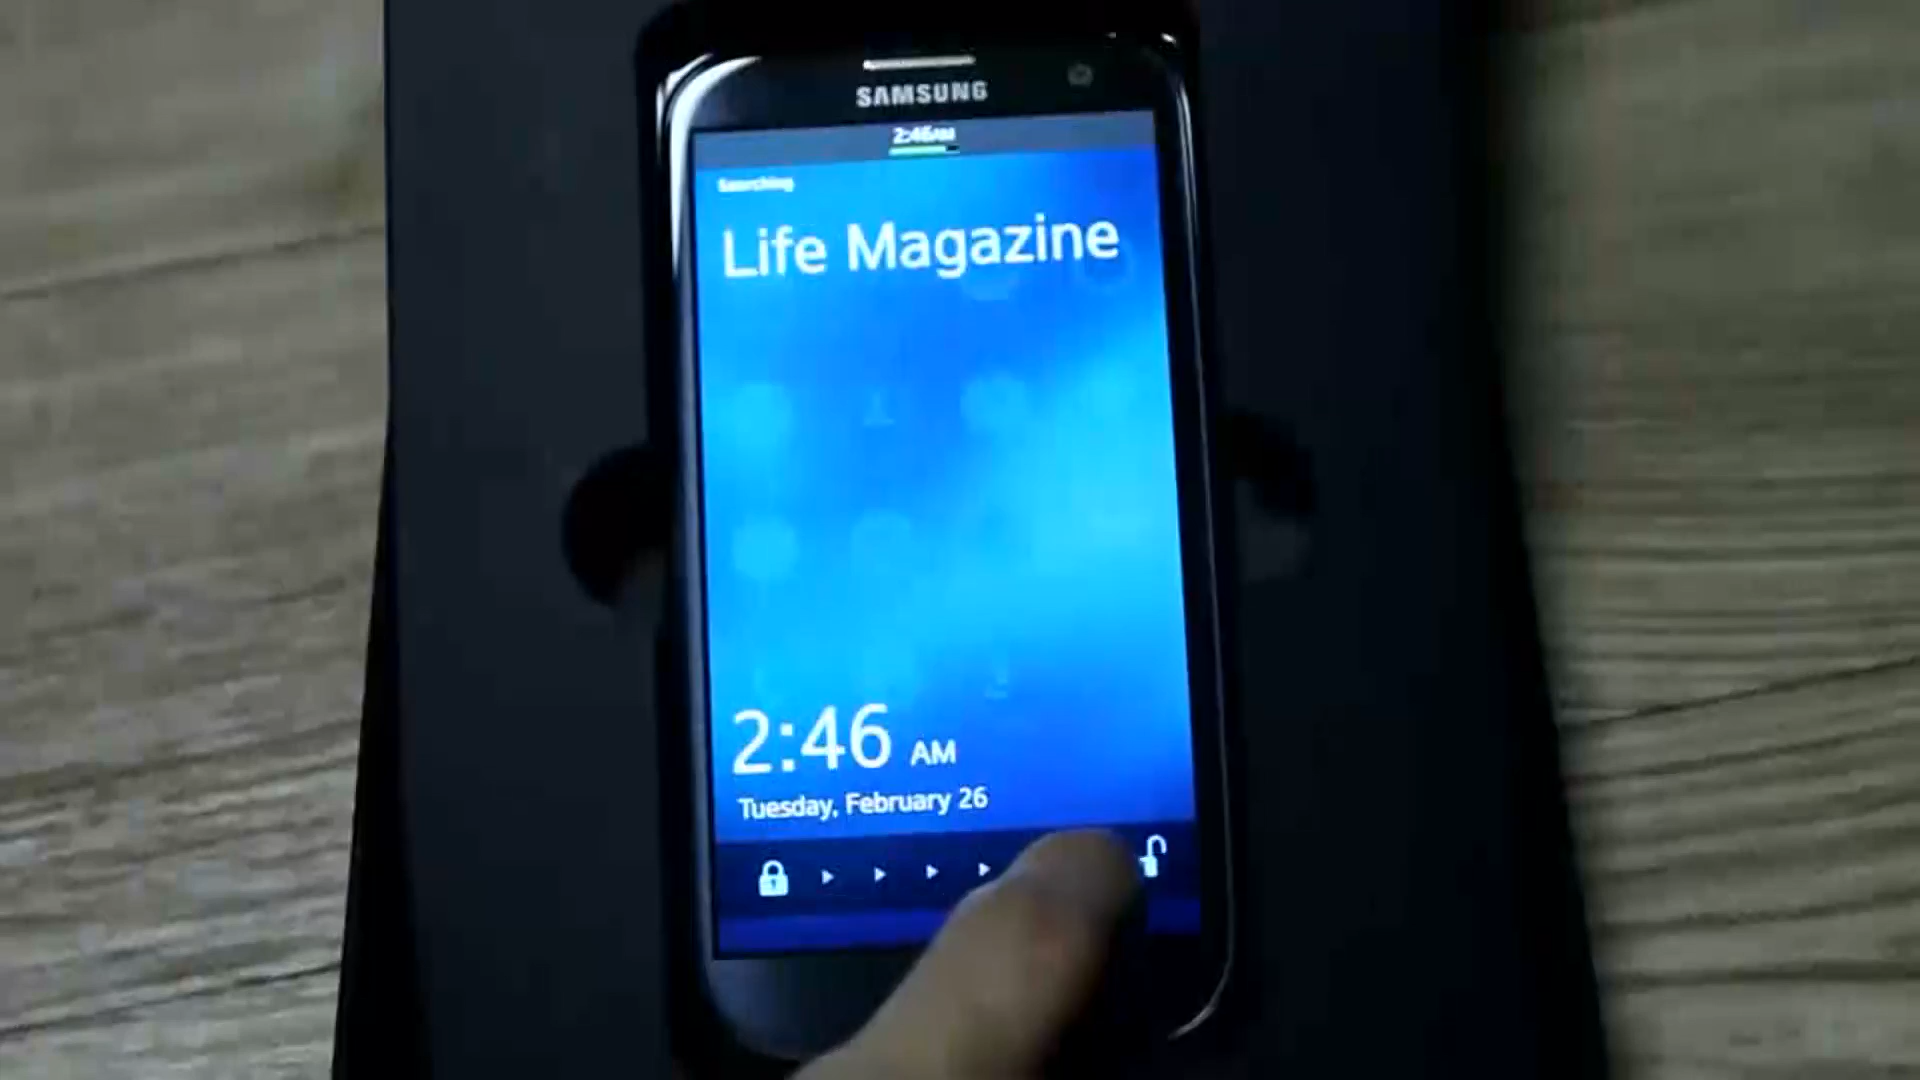 SAMSUNG
2:46AM
Searching
Life Magazine
2:46 AM
Tuesday, February 26